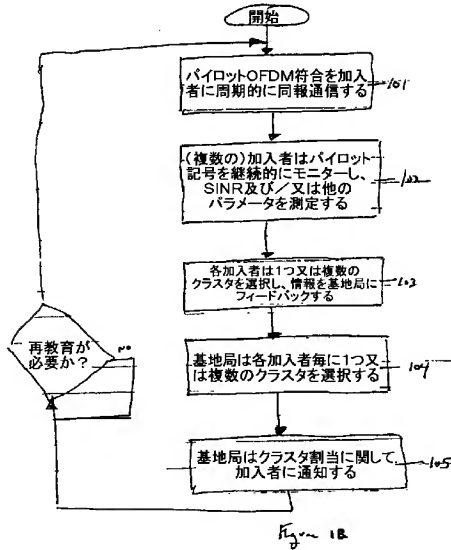 開始
パイロットOFDM符合を加入
者に周期的に同報通信する
101
(複数の)加入者はパイロット
記号を継続的にモニターし、
SINR及び/又は他の
パラメータを測定する
102
各加入者は1つ又は複数の
クラスタを選択し、情報を基地局に
フィードバックする
103
再教育が
必要か?
NO
基地局は各加入者毎に1つ又
は複数のクラスタを選択する
104
基地局はクラスタ割当に関して
加入者に通知する
105
Figure 1B